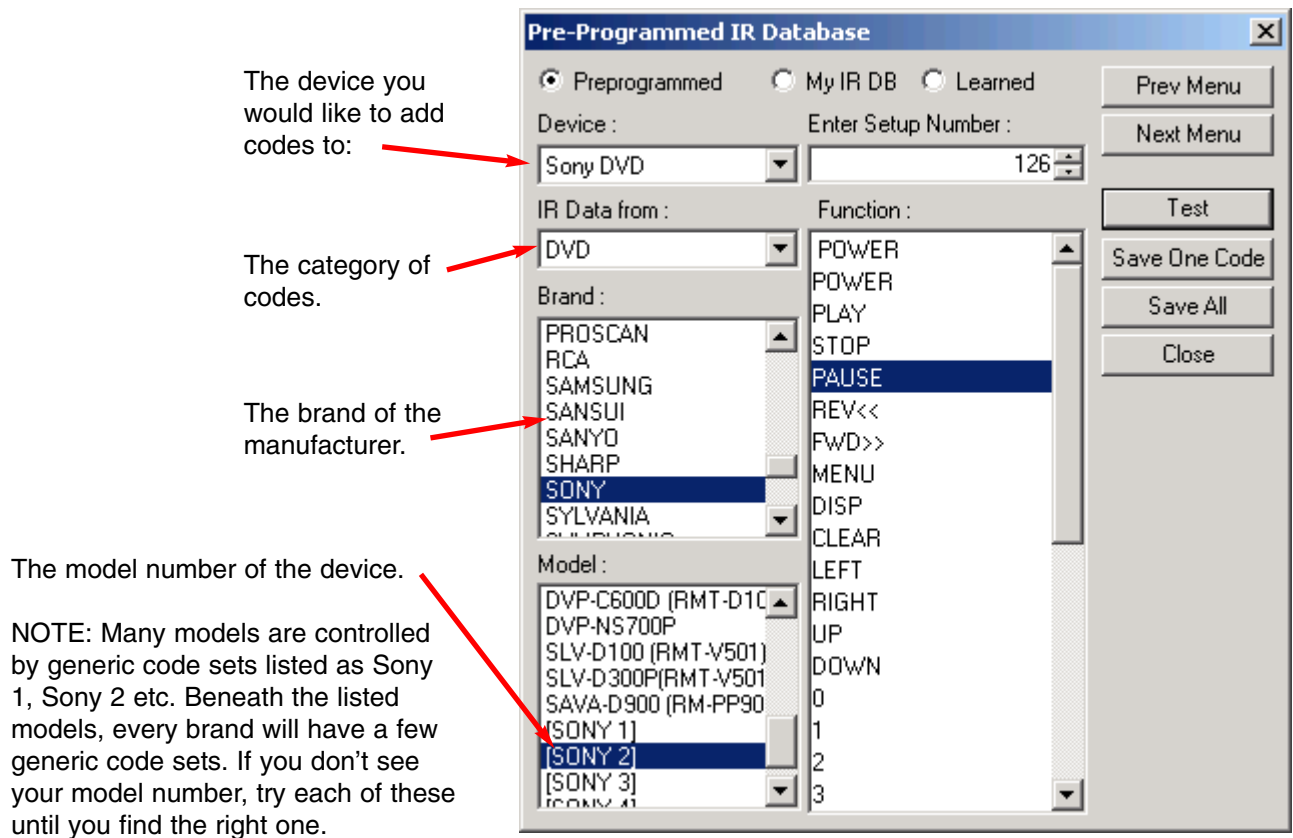 The device you
would like to add
codes to:
The category of
codes.
The brand of the
manufacturer.
The model number of the device.
NOTE: Many models are controlled
by generic code sets listed as Sony
1, Sony 2 etc. Beneath the listed
models, every brand will have a few
generic code sets. If you don't see
your model number, try each of these
until you find the right one.
Pre-Programmed IR Database
Preprogrammed
My IR DB
Learned
Device :
Sony DVD
Enter Setup Number :
126
IR Data from :
DVD
Brand :
PROSCAN
RCA
SAMSUNG
SANSUI
SANYO
SHARP
SONY
SYLVANIA
Model :
DVP-C600D (RMT-D10
DVP-NS700P
SLV-D100 (RMT-V501)
SLV-D300P(RMT-V501
SAVA-D900 (RM-PP90
[SONY 1]
[SONY 2]
[SONY 3]
[SONY 4]
Function :
POWER
POWER
PLAY
STOP
PAUSE
REV<<
FWD>>
MENU
DISP
CLEAR
LEFT
RIGHT
UP
DOWN
0
1
2
3
Prev Menu
Next Menu
Test
Save One Code
Save All
Close